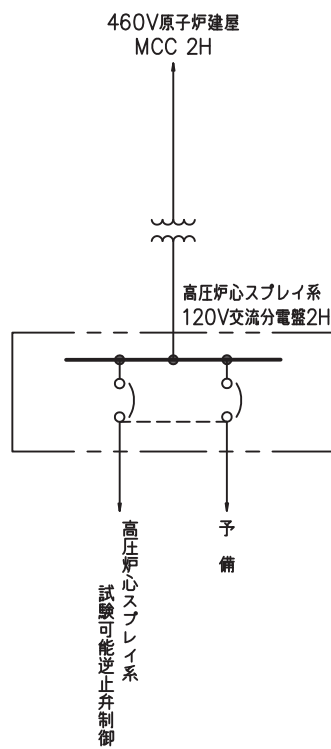 460V原子炉建屋
MCC 2H
高圧炉心スプレイ系
120V交流分電盤2H
高圧炉心スプレイ系
試験可能逆止弁制御
予備